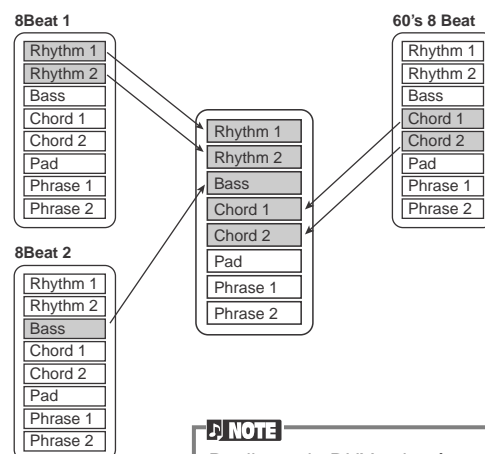 8Beat 1
Rhythm 1
Rhythm 2
Bass
Chord 1
Chord 2
Pad
Phrase 1
Phrase 2
8Beat 2
Rhythm 1
Rhythm 2
Bass
Chord 1
Chord 2
Pad
Phrase 1
Phrase 2
Rhythm 1
Rhythm 2
Bass
Chord 1
Chord 2
Pad
Phrase 1
Phrase 2
60's 8 Beat
Rhythm 1
Rhythm 2
Bass
Chord 1
Chord 2
Pad
Phrase 1
Phrase 2
NOTE